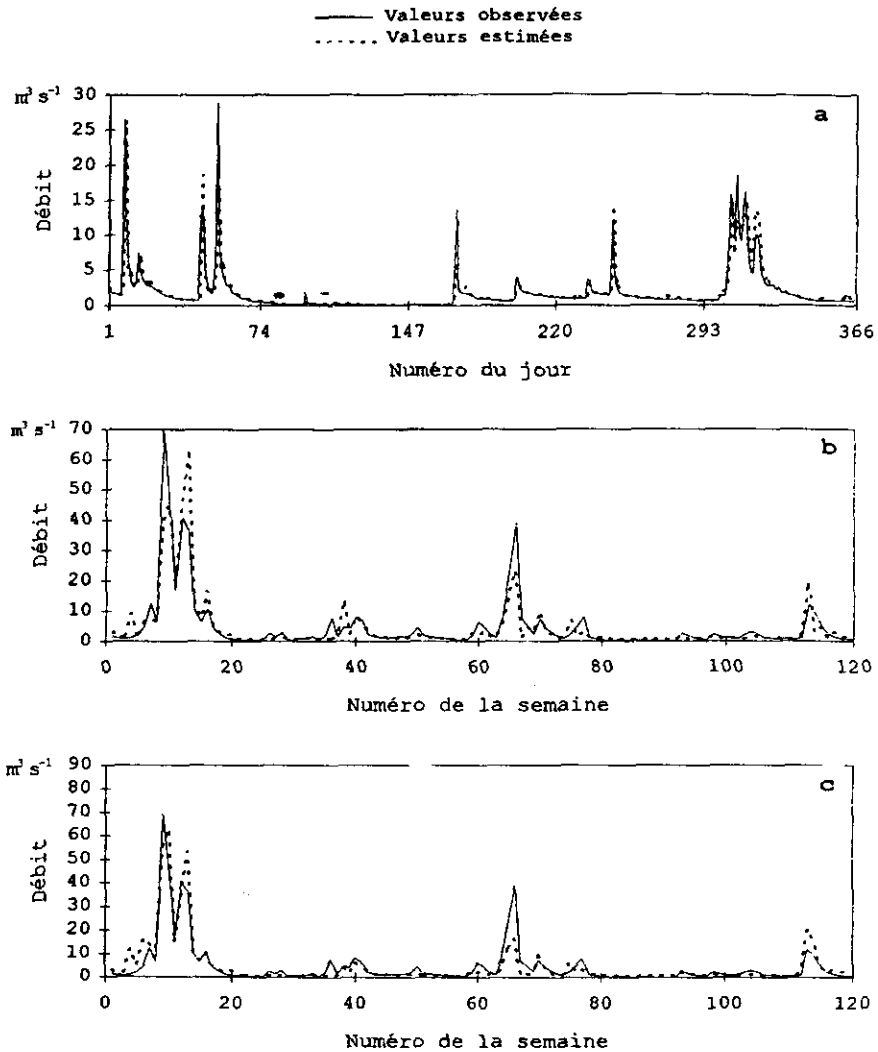 Valeurs observées
Valeurs estimées
m³ s⁻¹
a
30
25
20
15
10
5
0
Débit
1 74 147 220 293 366
Numéro du jour
m³ s⁻¹
b
70
60
50
40
30
20
10
0
Débit
0 20 40 60 80 100 120
Numéro de la semaine
m³ s⁻¹
c
90
80
70
60
50
40
30
20
10
0
Débit
0 20 40 60 80 100 120
Numéro de la semaine